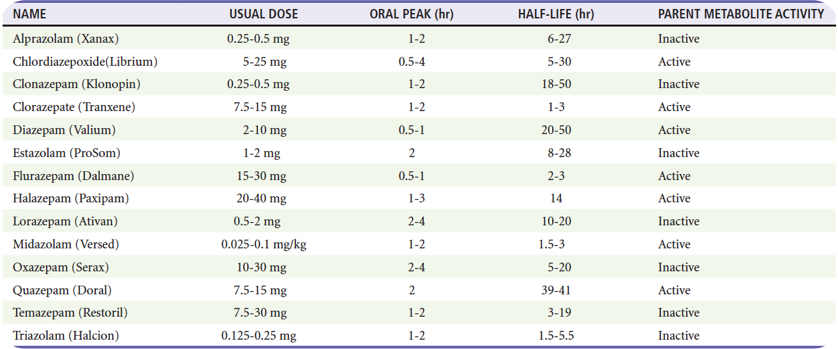 NAME USUAL DOSE ORAL PEAK (hr) HALF-LIFE (hr) PARENT METABOLITE ACTIVITY
Alprazolam (Xanax) 0.25-0.5 mg 1-2 6-27 Inactive
Chlordiazepoxide(Librium) 5-25 mg 0.5-4 5-30 Active
Clonazepam (Klonopin) 0.25-0.5 mg 1-2 18-50 Inactive
Clorazepate (Tranxene) 7.5-15 mg 1-2 1-3 Active
Diazepam (Valium) 2-10 mg 0.5-1 20-50 Active
Estazolam (ProSom) 1-2 mg 2 8-28 Inactive
Flurazepam (Dalmane) 15-30 mg 0.5-1 2-3 Active
Halazepam (Paxipam) 20-40 mg 1-3 14 Active
Lorazepam (Ativan) 0.5-2 mg 2-4 10-20 Inactive
Midazolam (Versed) 0.025-0.1 mg/kg 1-2 1.5-3 Active
Oxazepam (Serax) 10-30 mg 2-4 5-20 Inactive
Quazepam (Doral) 7.5-15 mg 2 39-41 Active
Temazepam (Restoril) 7.5-30 mg 1-2 3-19 Inactive
Triazolam (Halcion) 0.125-0.25 mg 1-2 1.5-5.5 Inactive